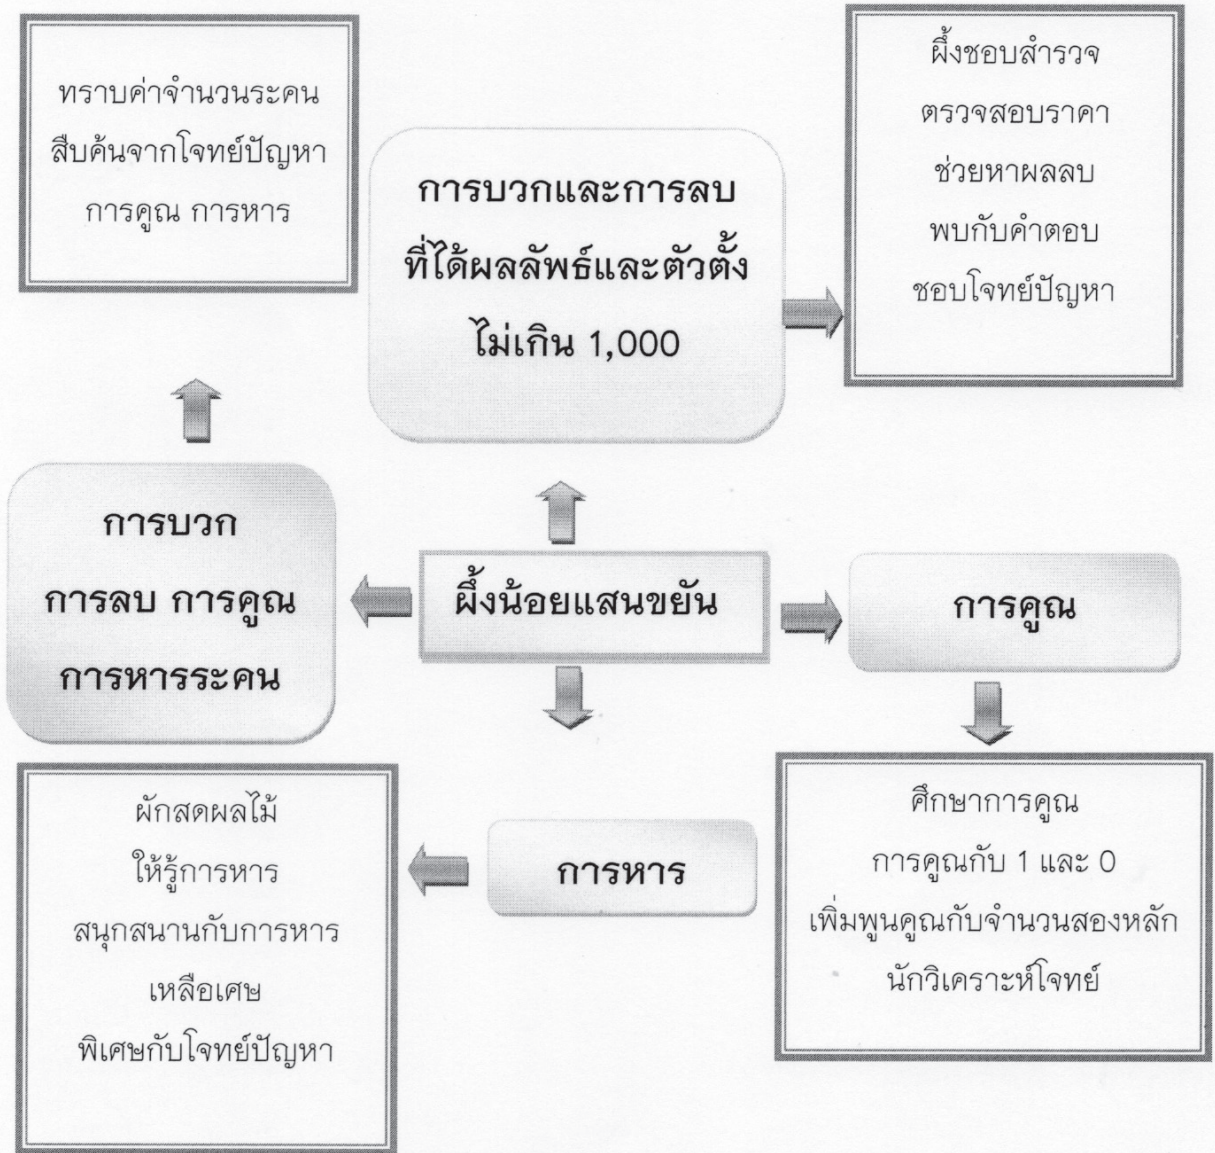 ทราบค่าจำนวนระคน
สืบค้นจากโจทย์ปัญหา
การคูณ การหาร
การบวกและการลบ
ที่ได้ผลลัพธ์และตัวตั้ง
ไม่เกิน 1,000
ผึ้งชอบสำรวจ
ตรวจสอบราคา
ช่วยหาผลลบ
พบกับคำตอบ
ชอบโจทย์ปัญหา
การบวก
การลบ การคูณ
การหารระคน
ผึ้งน้อยแสนขยัน
การคูณ
ผักสดผลไม้
ให้รู้การหาร
สนุกสนานกับการหาร
เหลือเศษ
พิเศษกับโจทย์ปัญหา
การหาร
ศึกษาการคูณ
การคูณกับ 1 และ 0
เพิ่มพูนคูณกับจำนวนสองหลัก
นักวิเคราะห์โจทย์